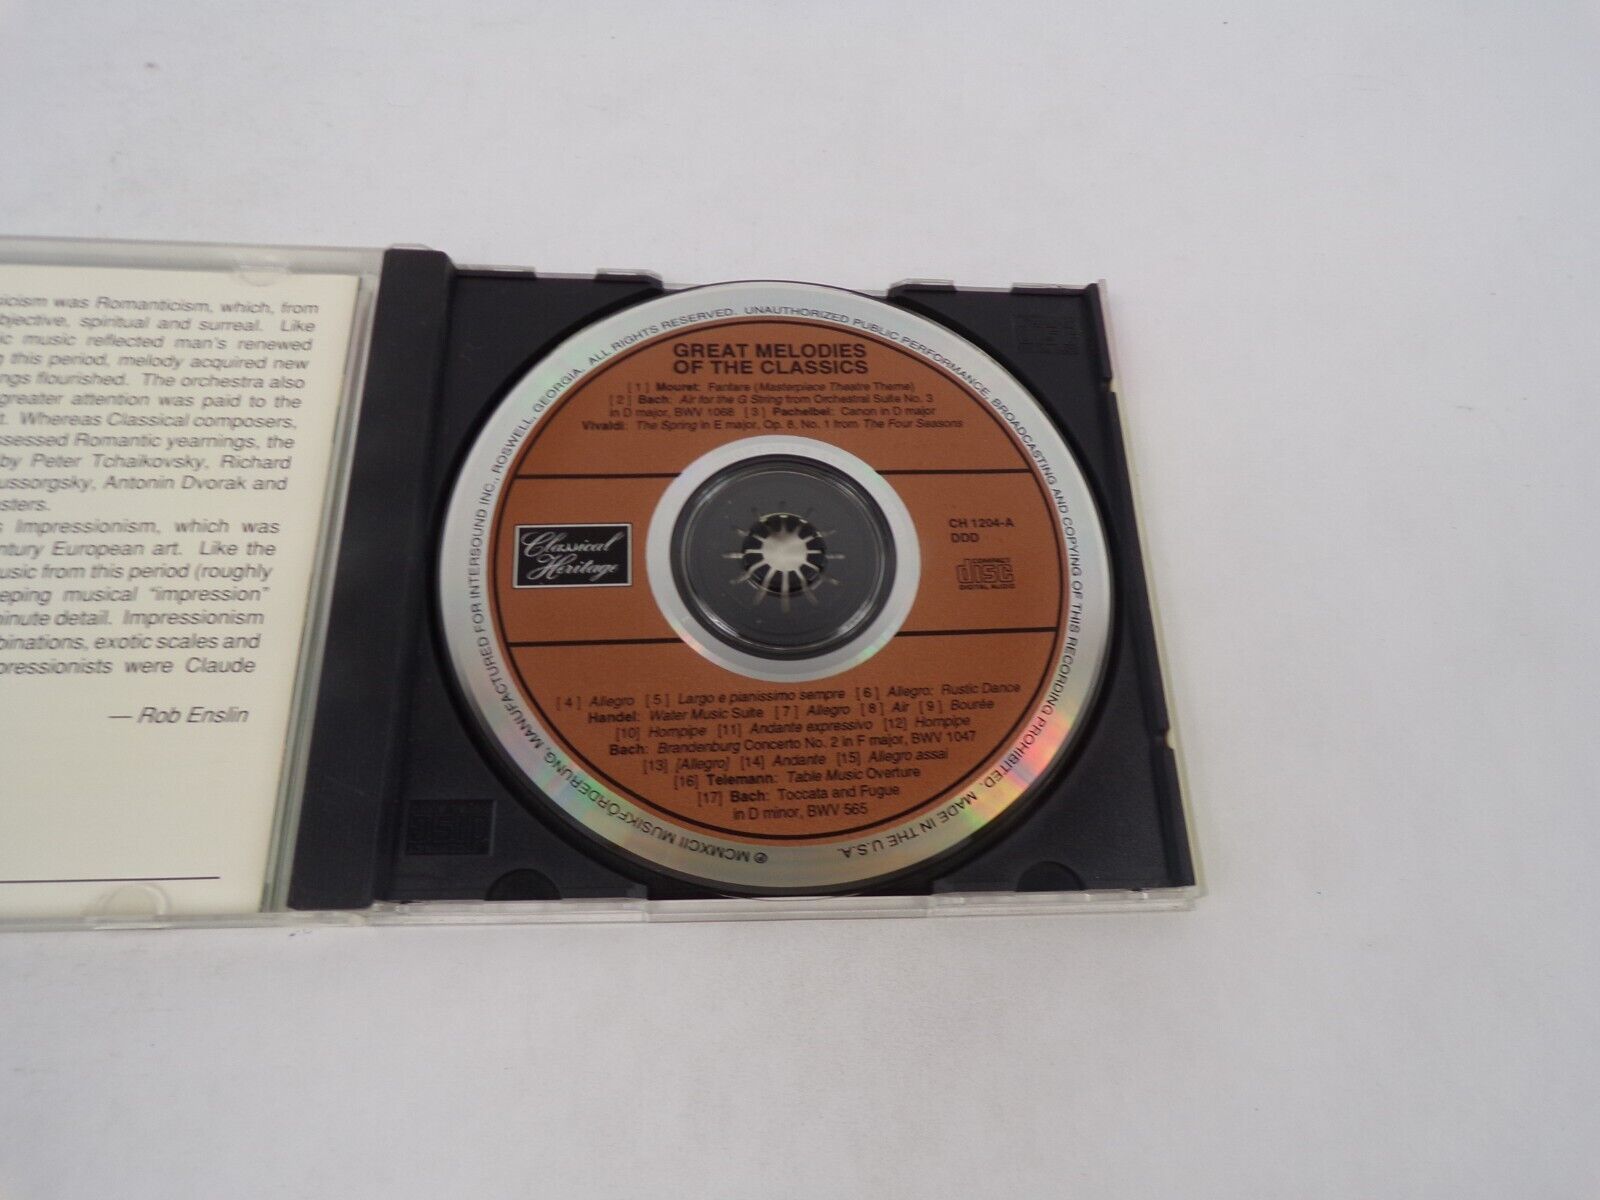 sicism was Romanticism, which, from
bjective, spiritual and surreal. Like
ic music reflected man's renewed
g this period, melody acquired new
ngs flourished. The orchestra also
greater attention was paid to the
t. Whereas Classical composers,
ssessed Romantic yearnings, the
by Peter Tchaikovsky, Richard
ussorgsky, Antonin Dvorak and
sters.
s Impressionism, which was
ntury European art. Like the
usic from this period (roughly
eping musical "impression"
minute detail. Impressionism
binations, exotic scales and
pressionists were Claude
— Rob Enslin
GREAT MELODIES
OF THE CLASSICS
[1] Mouret: Fanfare (Masterpiece Theatre Theme)
[2] Bach: Air for the G String from Orchestral Suite No. 3
in D major, BWV 1068 [3] Pachelbel: Canon in D major
Vivaldi: The Spring in E major, Op. 8, No. 1 from The Four Seasons
Classical
Heritage
CH 1204-A
DDD
COMPACT
disc
DIGITAL AUDIO
[4] Allegro [5] Largo e pianissimo sempre [6] Allegro: Rustic Dance
Handel: Water Music Suite [7] Allegro [8] Air [9] Bourée
[10] Hornpipe [11] Andante expressivo [12] Hornpipe
Bach: Brandenburg Concerto No. 2 in F major, BWV 1047
[13] [Allegro] [14] Andante [15] Allegro assai
[16] Telemann: Table Music Overture
[17] Bach: Toccata and Fugue
in D minor, BWV 565
℗ MCMXCII MUSIKFÖRDERUNG, MANUFACTURED FOR INTERSOUND INC., ROSWELL, GEORGIA. ALL RIGHTS RESERVED. UNAUTHORIZED PUBLIC PERFORMANCE, BROADCASTING AND COPYING OF THIS RECORDING PROHIBITED. MADE IN THE U.S.A.